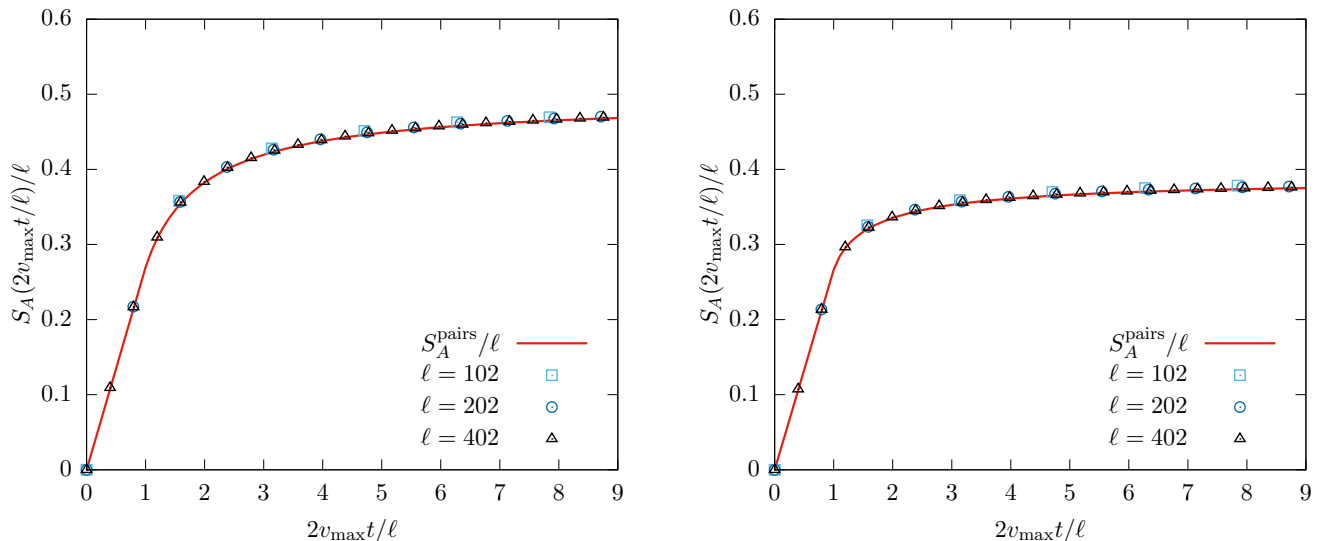 0.6
0.5
0.4
0.3
0.2
0.1
0
S_A(2v_max t/ℓ)/ℓ
S_A^pairs/ℓ
ℓ = 102
ℓ = 202
ℓ = 402
0 1 2 3 4 5 6 7 8 9
2v_max t/ℓ
0.6
0.5
0.4
0.3
0.2
0.1
0
S_A(2v_max t/ℓ)/ℓ
S_A^pairs/ℓ
ℓ = 102
ℓ = 202
ℓ = 402
0 1 2 3 4 5 6 7 8 9
2v_max t/ℓ